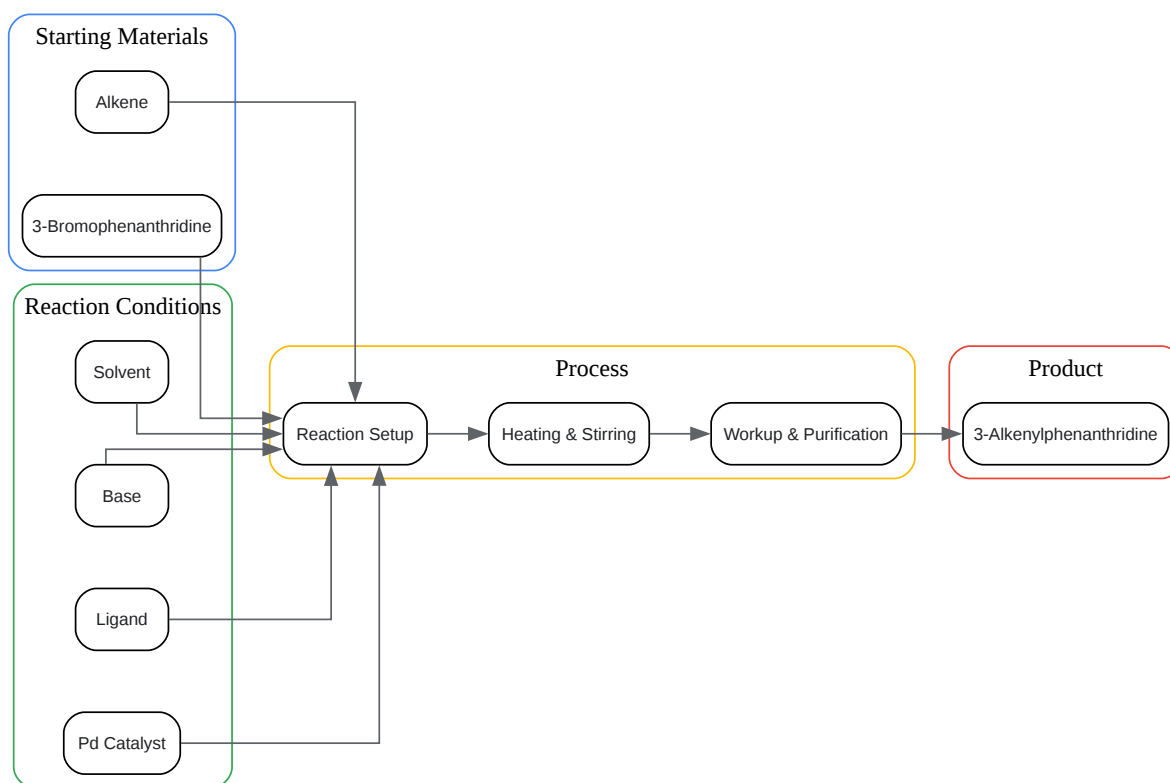 Starting Materials
Alkene
3-Bromophenanthridine
Reaction Conditions
Solvent
Base
Ligand
Pd Catalyst
Process
Reaction Setup
Heating & Stirring
Workup & Purification
Product
3-Alkenylphenanthridine